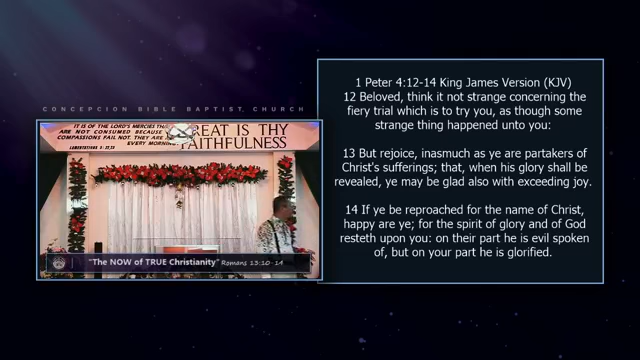 CONCEPCION BIBLE BAPTIST CHURCH
IT IS OF THE LORD'S MERCIES THAT
ARE NOT CONSUMED BECAUSE
COMPASSIONS FAIL NOT. THEY ARE
EVERY MORNING
LAMENTATIONS 3:22,23
GREAT IS THY
FAITHFULNESS
"The NOW of TRUE Christianity" Romans 13:10-14
1 Peter 4:12-14 King James Version (KJV)
12 Beloved, think it not strange concerning the
fiery trial which is to try you, as though some
strange thing happened unto you:
13 But rejoice, inasmuch as ye are partakers of
Christ's sufferings; that, when his glory shall be
revealed, ye may be glad also with exceeding joy.
14 If ye be reproached for the name of Christ,
happy are ye; for the spirit of glory and of God
resteth upon you: on their part he is evil spoken
of, but on your part he is glorified.